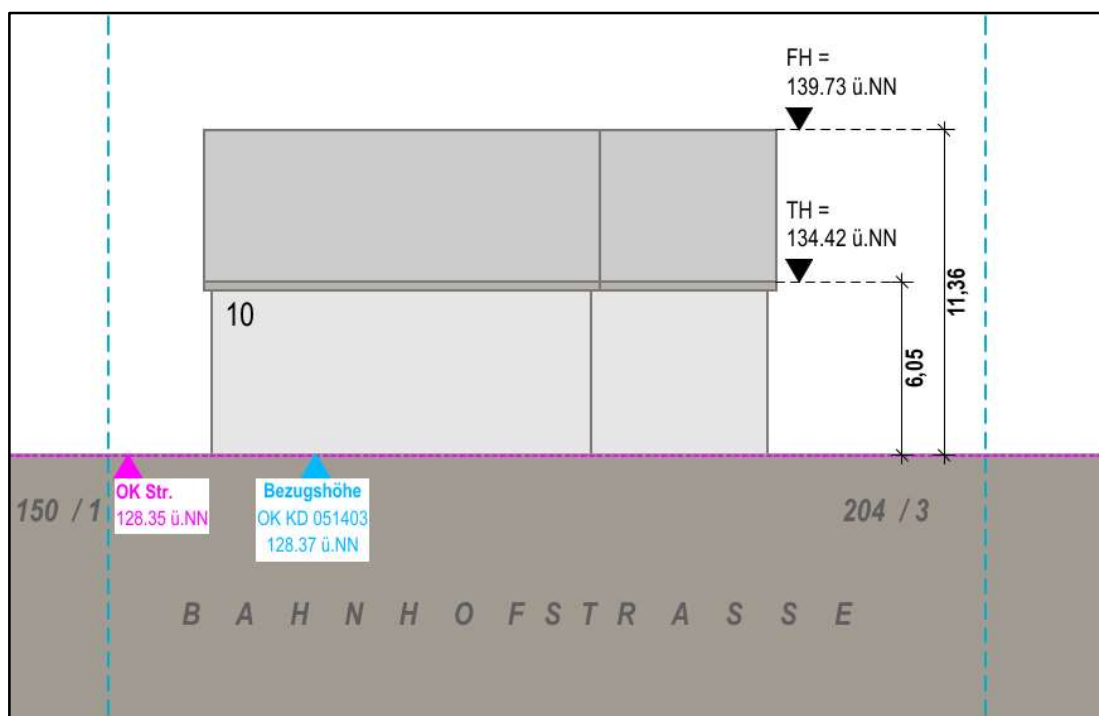 FH =
139.73 ü.NN
TH =
134.42 ü.NN
11,36
6,05
10
OK Str.
128.35 ü.NN
Bezugshöhe
OK KD 051403
128.37 ü.NN
150 / 1
204 / 3
BAHNHOFSTRASSE